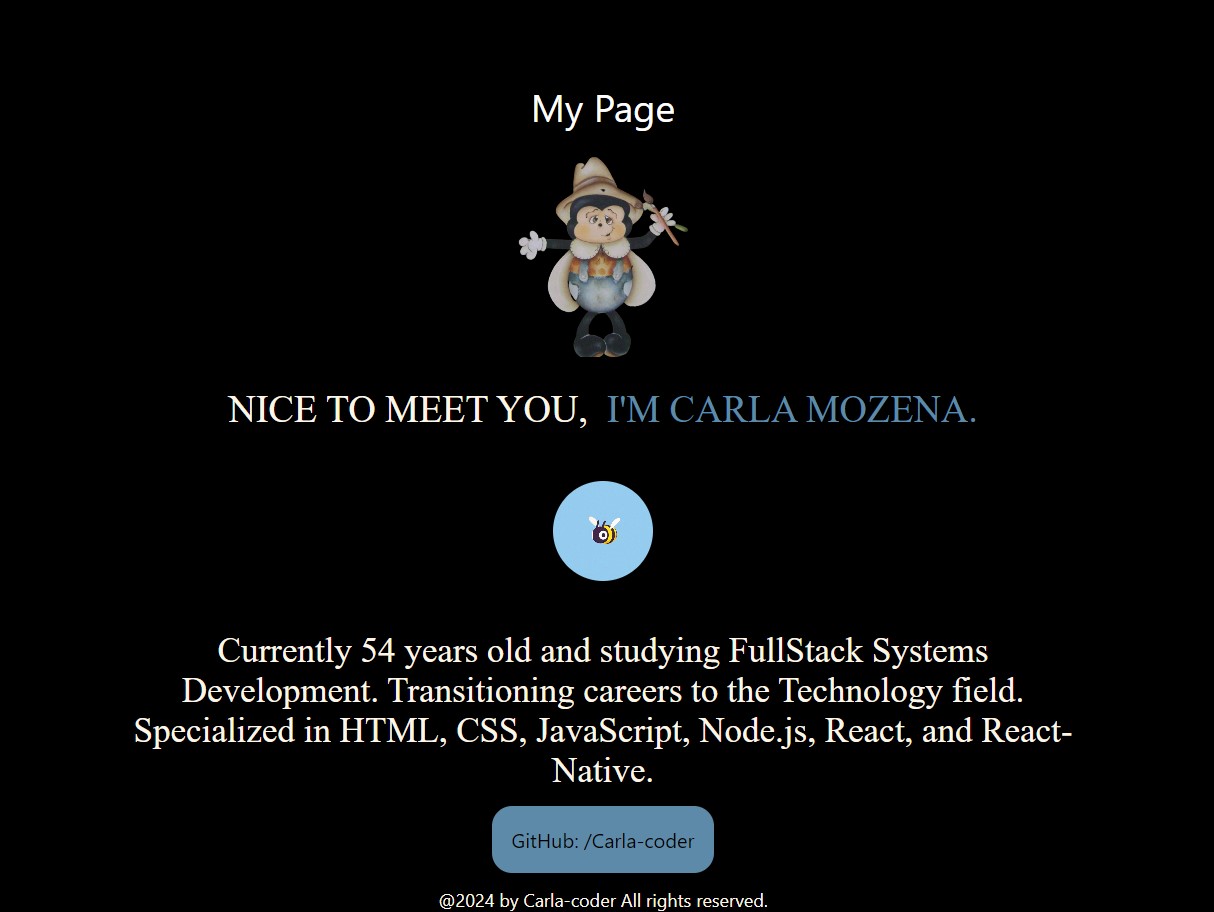 My Page
NICE TO MEET YOU, I'M CARLA MOZENA.
Currently 54 years old and studying FullStack Systems
Development. Transitioning careers to the Technology field.
Specialized in HTML, CSS, JavaScript, Node.js, React, and React-
Native.
GitHub: /Carla-coder
@2024 by Carla-coder All rights reserved.